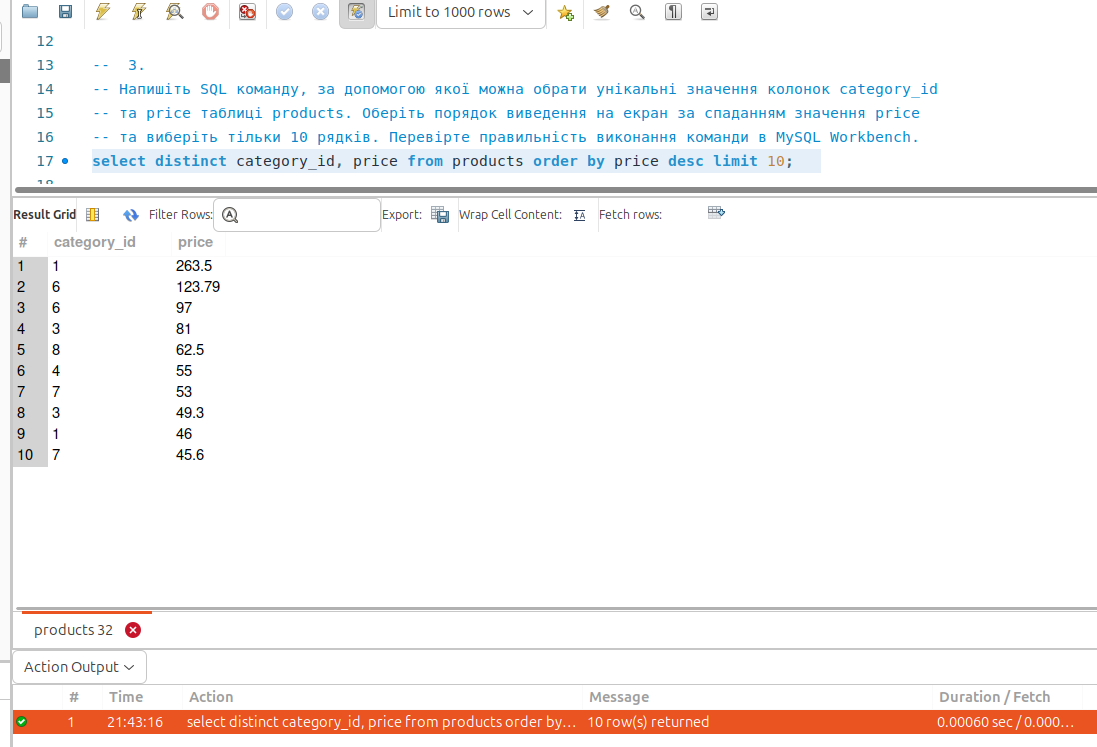 Limit to 1000 rows
12
13 -- 3.
14 -- Напишіть SQL команду, за допомогою якої можна обрати унікальні значення колонок category_id
15 -- та price таблиці products. Оберіть порядок виведення на екран за спаданням значення price
16 -- та виберіть тільки 10 рядків. Перевірте правильність виконання команди в MySQL Workbench.
17 select distinct category_id, price from products order by price desc limit 10;
Result Grid Filter Rows: Export: Wrap Cell Content: Fetch rows:
# category_id price
1 1 263.5
2 6 123.79
3 6 97
4 3 81
5 8 62.5
6 4 55
7 7 53
8 3 49.3
9 1 46
10 7 45.6
products 32
Action Output
# Time Action Message Duration / Fetch
1 21:43:16 select distinct category_id, price from products order by... 10 row(s) returned 0.00060 sec / 0.000...